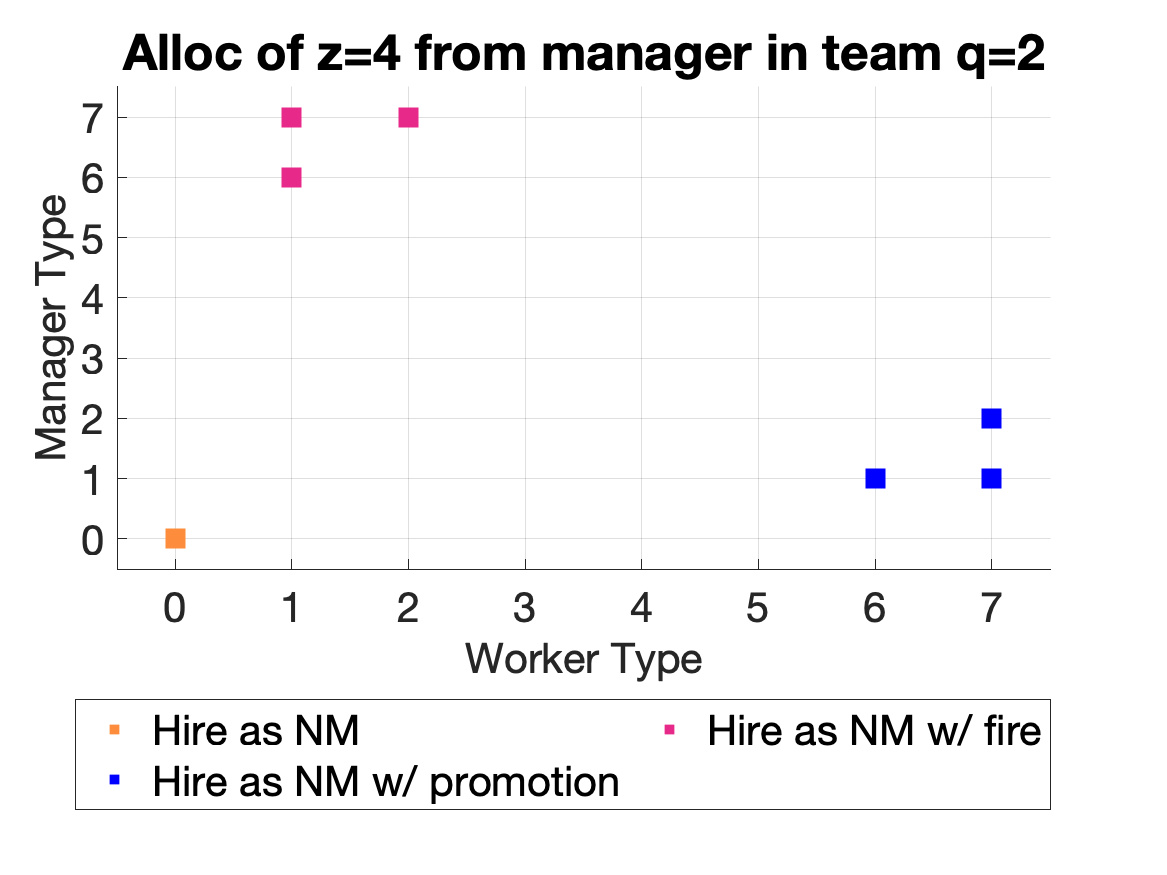 Alloc of z=4 from manager in team q=2
Manager Type
7
6
5
4
3
2
1
0
0 1 2 3 4 5 6 7
Worker Type
Hire as NM
Hire as NM w/ fire
Hire as NM w/ promotion